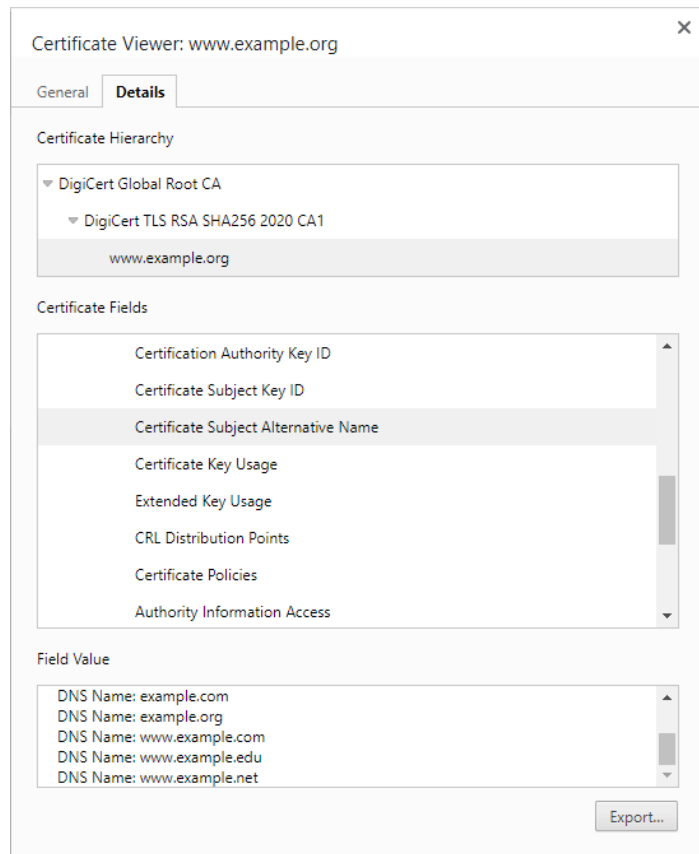 Certificate Viewer: www.example.org
General Details
Certificate Hierarchy
DigiCert Global Root CA
DigiCert TLS RSA SHA256 2020 CA1
www.example.org
Certificate Fields
Certification Authority Key ID
Certificate Subject Key ID
Certificate Subject Alternative Name
Certificate Key Usage
Extended Key Usage
CRL Distribution Points
Certificate Policies
Authority Information Access
Field Value
DNS Name: example.com
DNS Name: example.org
DNS Name: www.example.com
DNS Name: www.example.edu
DNS Name: www.example.net
Export...